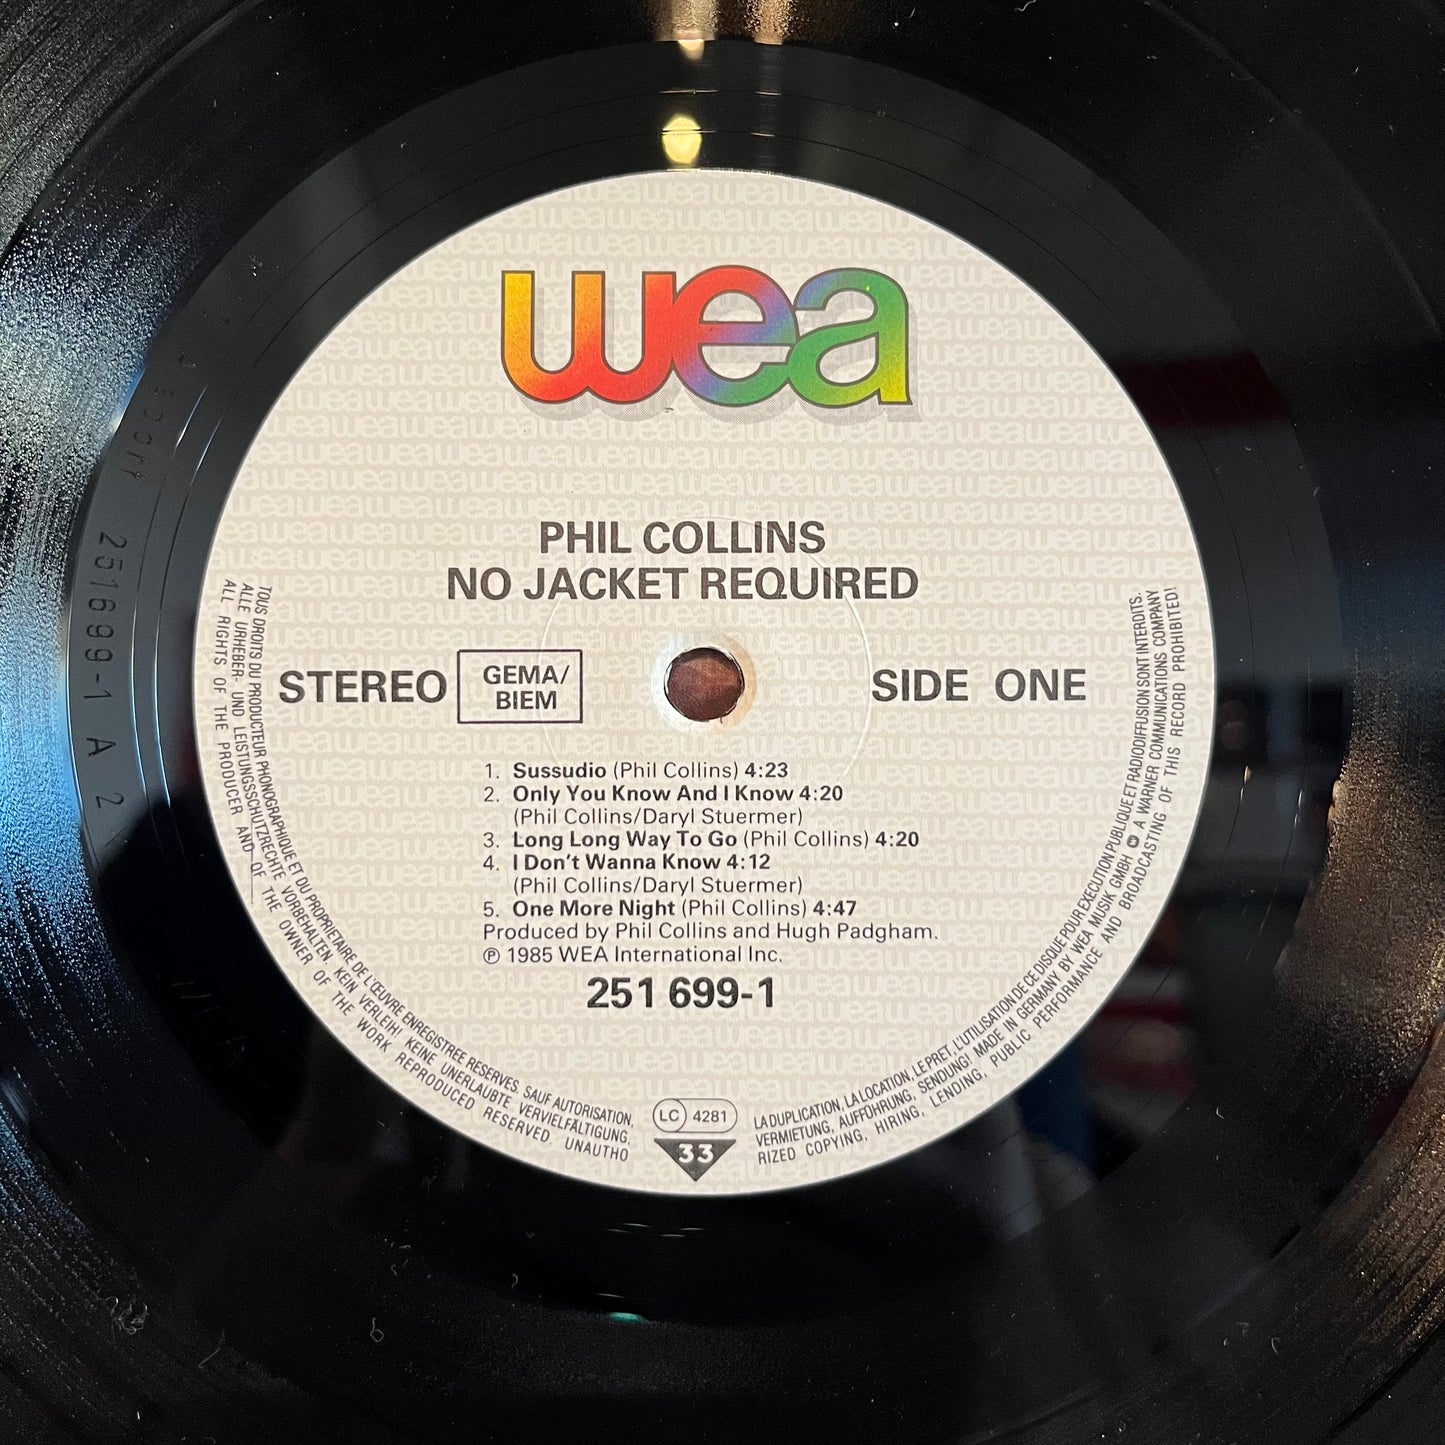 wea
PHIL COLLINS
NO JACKET REQUIRED
STEREO
GEMA/
BIEM
SIDE ONE
1. Sussudio (Phil Collins) 4:23
2. Only You Know And I Know 4:20
(Phil Collins/Daryl Stuermer)
3. Long Long Way To Go (Phil Collins) 4:20
4. I Don't Wanna Know 4:12
(Phil Collins/Daryl Stuermer)
5. One More Night (Phil Collins) 4:47
Produced by Phil Collins and Hugh Padgham.
℗ 1985 WEA International Inc.
251 699-1
LC 4281
33
TOUS DROITS DU PRODUCTEUR PHONOGRAPHIQUE ET DU PROPRIETAIRE DE L'ŒUVRE ENREGISTREE RESERVES. SAUF AUTORISATION,
LA DUPLICATION, LA LOCATION, LE PRET, L'UTILISATION DE CE DISQUE POUR EXECUTION PUBLIQUE ET RADIODIFFUSION SONT INTERDITS.
ALLE URHEBER- UND LEISTUNGSSCHUTZRECHTE VORBEHALTEN. KEIN VERLEIH! KEINE UNERLAUBTE VERVIELFÄLTIGUNG,
VERMIETUNG, AUFFÜHRUNG, SENDUNG! MADE IN GERMANY BY WEA MUSIK GMBH A WARNER COMMUNICATIONS COMPANY
ALL RIGHTS OF THE PRODUCER AND OF THE OWNER OF THE WORK REPRODUCED RESERVED. UNAUTHO
RIZED COPYING, HIRING, LENDING, PUBLIC PERFORMANCE AND BROADCASTING OF THIS RECORD PROHIBITED!
251699-1 A 2